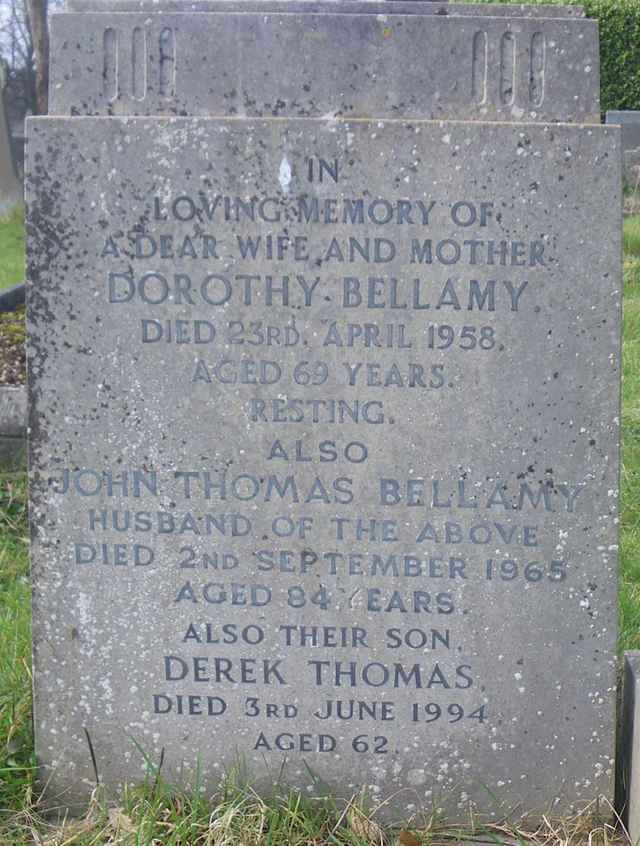 IN
LOVING MEMORY OF
A DEAR WIFE AND MOTHER
DOROTHY BELLAMY
DIED 23RD. APRIL 1958.
AGED 69 YEARS.
RESTING.
ALSO
JOHN THOMAS BELLAMY
HUSBAND OF THE ABOVE
DIED 2ND SEPTEMBER 1965
AGED 84 YEARS.
ALSO THEIR SON.
DEREK THOMAS.
DIED 3RD JUNE 1994
AGED 62.